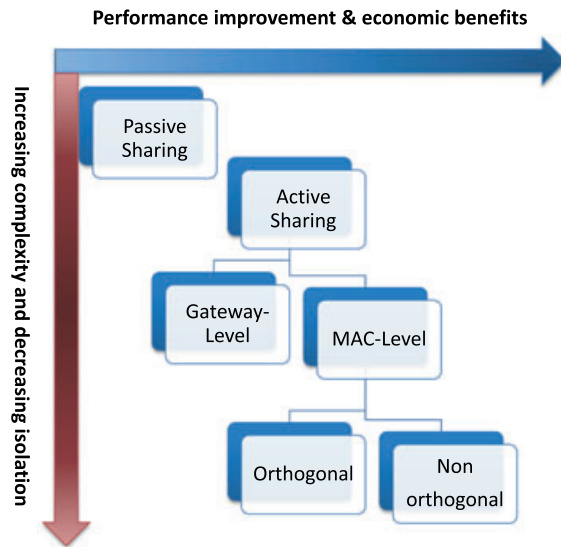 Performance improvement & economic benefits
Increasing complexity and decreasing isolation
Passive
Sharing
Active
Sharing
Gateway-
Level
MAC-Level
Orthogonal
Non
orthogonal